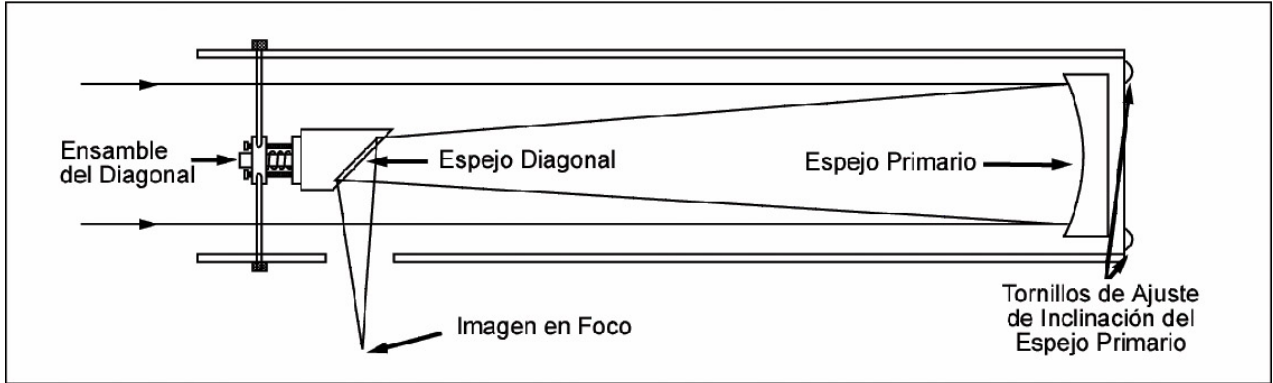 Ensamble
del Diagonal
Espejo Diagonal
Espejo Primario
Imagen en Foco
Tornillos de Ajuste
de Inclinación del
Espejo Primario